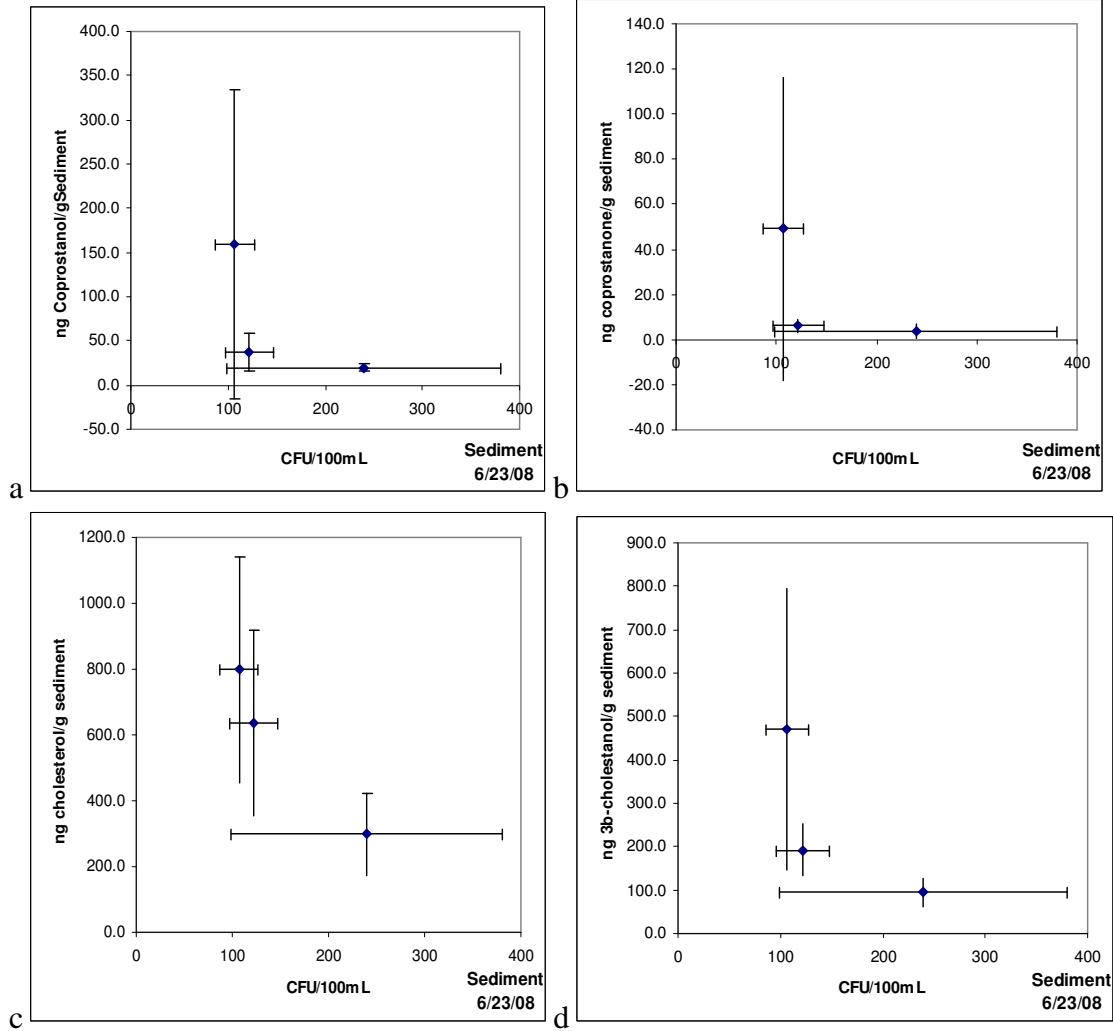 400.0
350.0
300.0
250.0
200.0
150.0
100.0
50.0
0.0
-50.0
0 100 200 300 400
ng Coprostanol/gSediment
CFU/100mL
Sediment
6/23/08
a
140.0
120.0
100.0
80.0
60.0
40.0
20.0
0.0
-20.0
-40.0
0 100 200 300 400
ng coprostanone/g sediment
CFU/100mL
Sediment
6/23/08
b
1200.0
1000.0
800.0
600.0
400.0
200.0
0.0
0 100 200 300 400
ng cholesterol/g sediment
CFU/100mL
Sediment
6/23/08
c
900.0
800.0
700.0
600.0
500.0
400.0
300.0
200.0
100.0
0.0
0 100 200 300 400
ng 3b-cholestanol/g sediment
CFU/100mL
Sediment
6/23/08
d